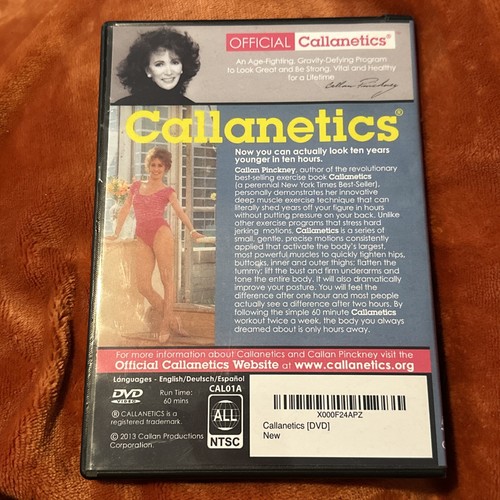 OFFICIAL Callanetics®
An Age-Fighting, Gravity-Defying Program
to Look Great and Be Strong, Vital and Healthy
for a Lifetime
Callan Pinckney
Callanetics®
Now you can actually look ten years
younger in ten hours.
Callan Pinckney, author of the revolutionary
best-selling exercise book Callanetics
(a perennial New York Times Best-Seller),
personally demonstrates her innovative
deep muscle exercise technique that can
literally shed years off your figure in hours
without putting pressure on your back. Unlike
other exercise programs that stress hard
jerking motions, Callanetics is a series of
small, gentle, precise motions consistently
applied that activate the body's largest,
most powerful muscles to quickly tighten hips,
buttocks, inner and outer thighs; flatten the
tummy; lift the bust and firm underarms and
tone the entire body. It will also dramatically
improve your posture. You will feel the
difference after one hour and most people
actually see a difference after two hours. By
following the simple 60 minute Callanetics
workout twice a week, the body you always
dreamed about is only hours away.
For more information about Callanetics and Callan Pinckney visit the
Official Callanetics Website at www.callanetics.org
Languages - English/Deutsch/Español
CAL01A
DVD
VIDEO
Run Time:
60 mins
® CALLANETICS is a
registered trademark.
© 2013 Callan Productions
Corporation.
ALL
NTSC
X000F24APZ
Callanetics [DVD]
New